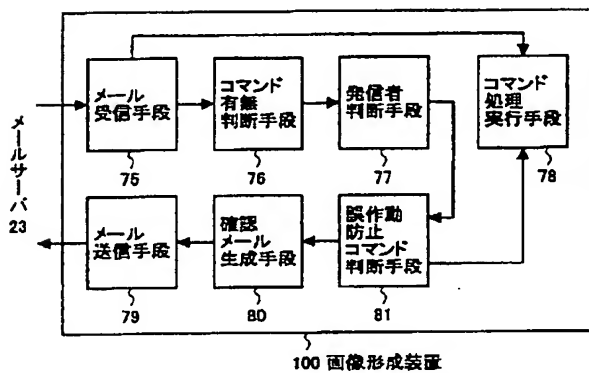 メール
受信手段
75
コマンド
有無
判断手段
76
発信者
判断手段
77
コマンド
処理
実行手段
78
メールサーバ
23
メール
送信手段
79
確認
メール
生成手段
80
誤作動
防止
コマンド
判断手段
81
100 画像形成装置